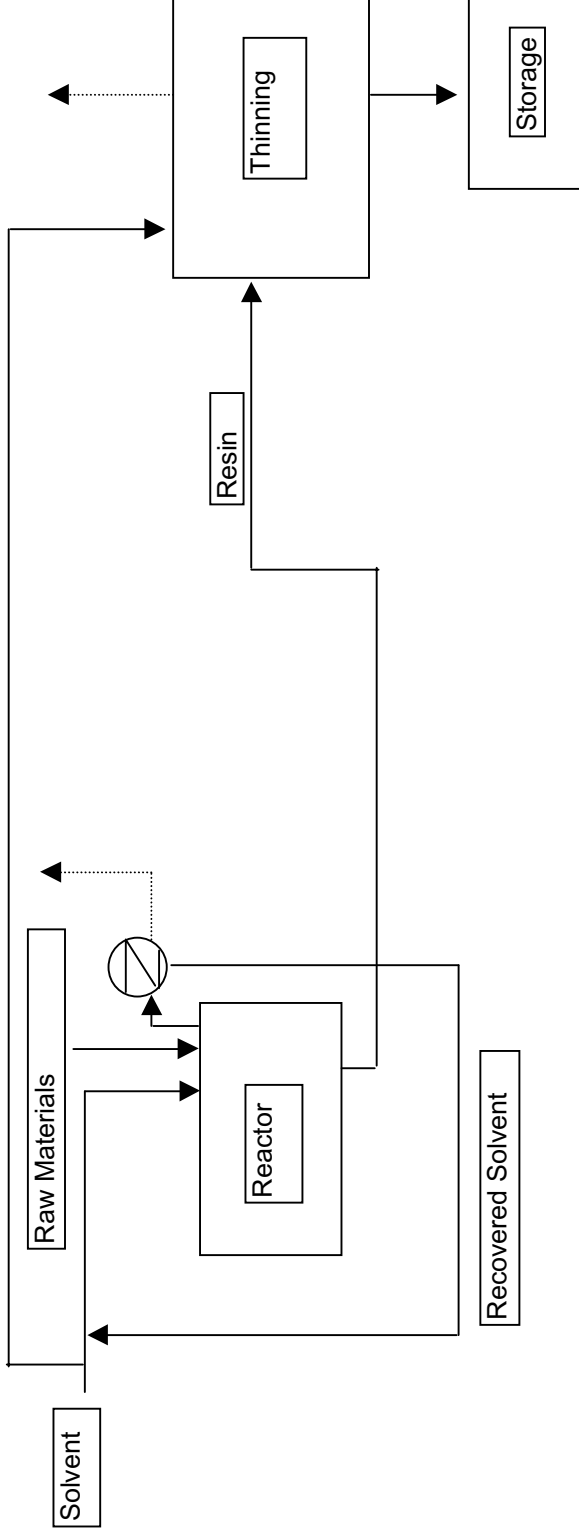 Solvent
Raw Materials
Reactor
Recovered Solvent
Resin
Thinning
Storage